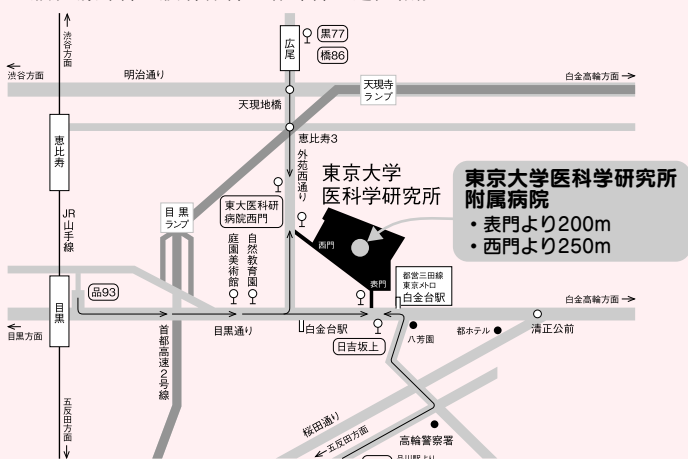 渋谷方面
広尾
黒77
橋86
渋谷方面
明治通り
天現寺
ランプ
白金高輪方面
天現地橋
恵比寿
恵比寿3
外苑西通り
東京大学
医科学研究所
東京大学医科学研究所
附属病院
・表門より200m
・西門より250m
目黒
ランプ
東大医科研
病院西門
JR山手線
庭園美術館
自然教育園
西門
表門
都営三田線
東京メトロ
白金台駅
品93
目黒
白金高輪方面
目黒方面
首都高速2号線
目黒通り
白金台駅
日吉坂上
八芳園
都ホテル
清正公前
五反田方面
桜田通り
五反田方面
高輪警察署
品川駅より